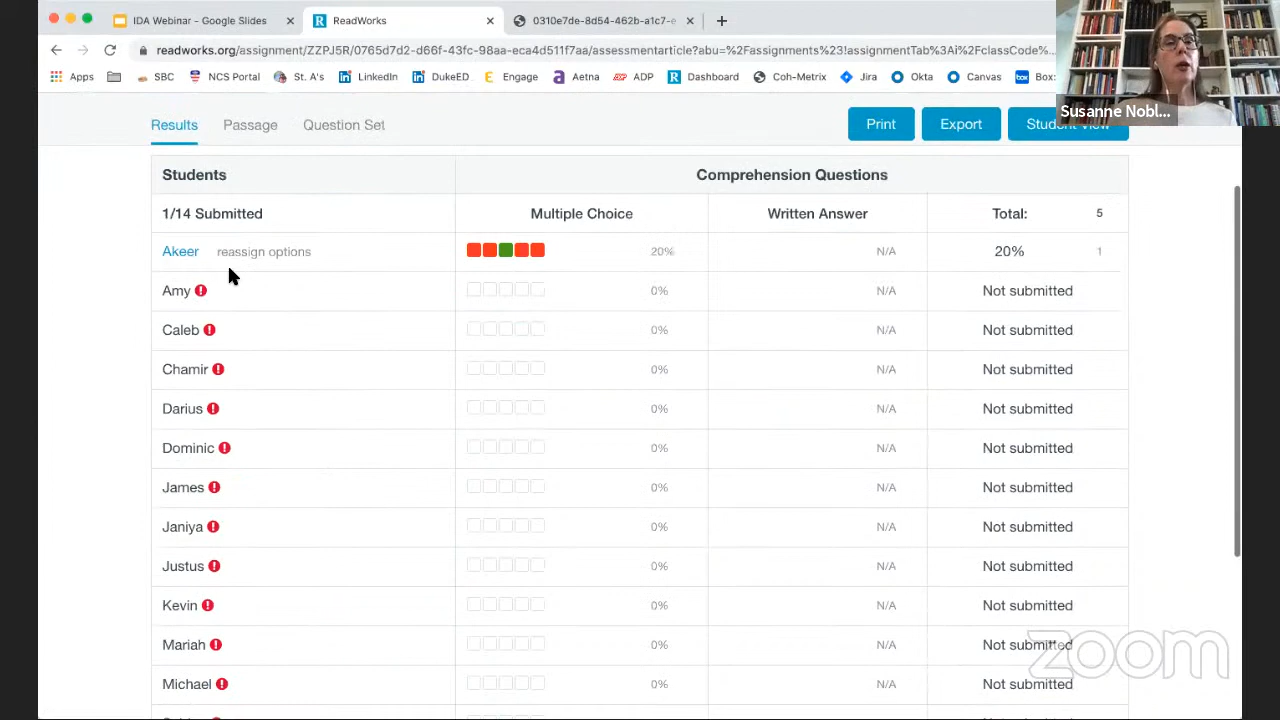 IDA Webinar - Google Slides
ReadWorks
0310e7de-8d54-462b-a1c7-e
readworks.org/assignment/ZZPJ5R/0765d7d2-d66f-43fc-98aa-eca4d511f7aa/assessmentarticle?abu=%2Fassignments%23!assignmentTab%3Ai%2FclassCode%...
Apps SBC NCS Portal St. A's LinkedIn DukeED Engage Aetna ADP Dashboard Coh-Metrix Jira Okta Canvas box Box:
Susanne Nobl...
Results Passage Question Set Print Export Student View
Students Comprehension Questions
1/14 Submitted Multiple Choice Written Answer Total: 5
Akeer reassign options 20% N/A 20% 1
Amy 0% N/A Not submitted
Caleb 0% N/A Not submitted
Chamir 0% N/A Not submitted
Darius 0% N/A Not submitted
Dominic 0% N/A Not submitted
James 0% N/A Not submitted
Janiya 0% N/A Not submitted
Justus 0% N/A Not submitted
Kevin 0% N/A Not submitted
Mariah 0% N/A Not submitted
Michael 0% N/A Not submitted
zoom